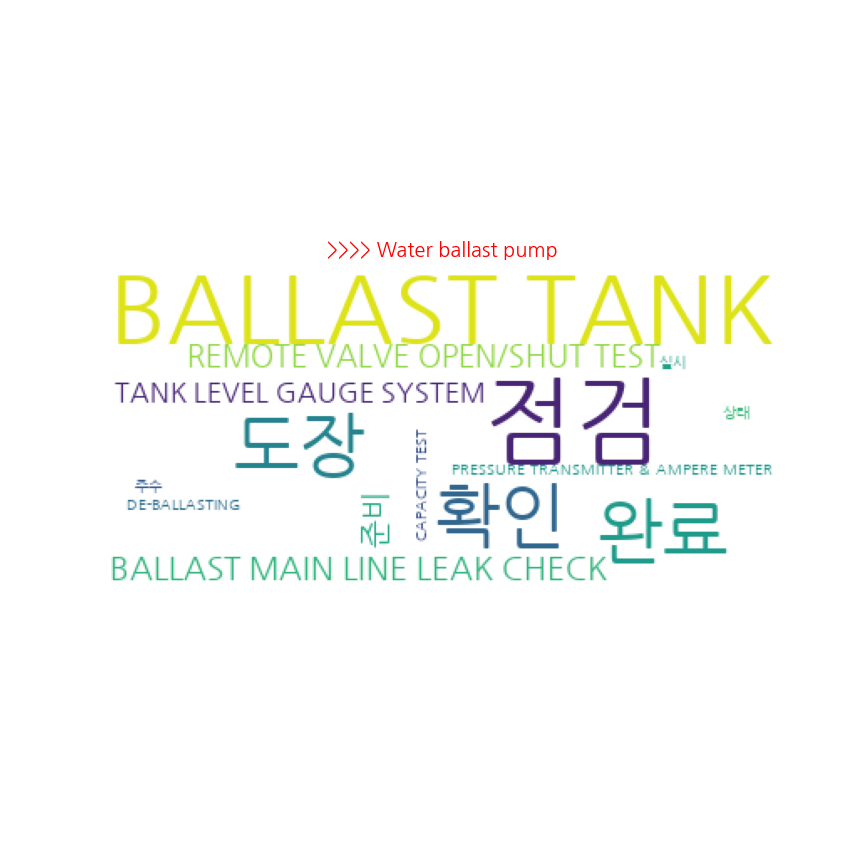 >>>> Water ballast pump
BALLAST TANK
REMOTE VALVE OPEN/SHUT TEST
실시
TANK LEVEL GAUGE SYSTEM
점검
상태
도장
CAPACITY TEST
PRESSURE TRANSMITTER & AMPERE METER
주수
DE-BALLASTING
준비
확인
완료
BALLAST MAIN LINE LEAK CHECK